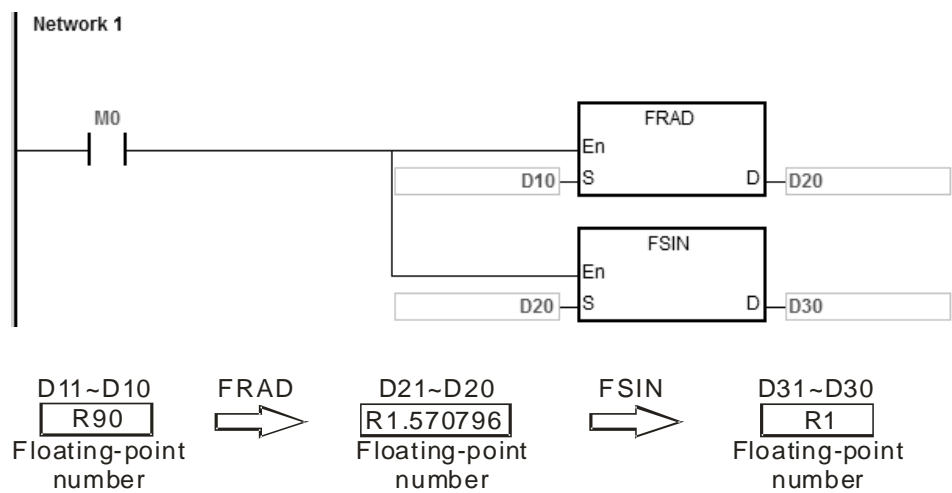 Network 1
M0
FRAD
En
D10 S D D20
FSIN
En
D20 S D D30
D11~D10 FRAD D21~D20 FSIN D31~D30
R90 R1.570796 R1
Floating-point Floating-point Floating-point
number number number